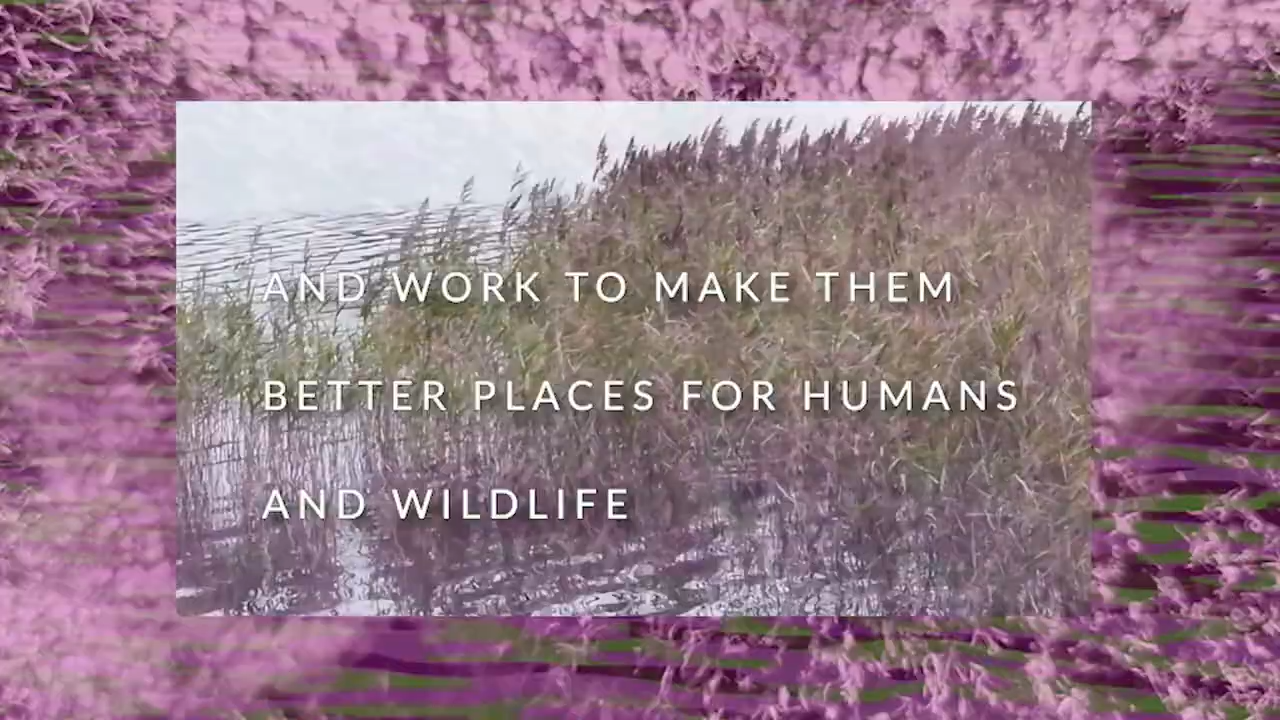 AND WORK TO MAKE THEM
BETTER PLACES FOR HUMANS
AND WILDLIFE